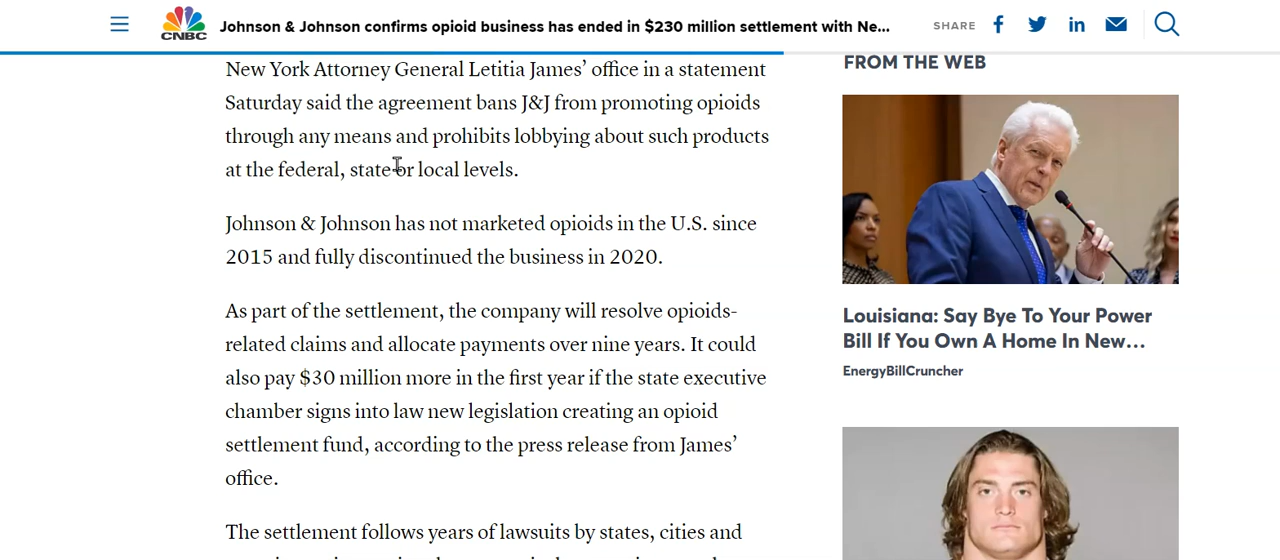 CNBC
Johnson & Johnson confirms opioid business has ended in $230 million settlement with Ne...
SHARE
New York Attorney General Letitia James’ office in a statement
Saturday said the agreement bans J&J from promoting opioids
through any means and prohibits lobbying about such products
at the federal, state or local levels.
Johnson & Johnson has not marketed opioids in the U.S. since
2015 and fully discontinued the business in 2020.
As part of the settlement, the company will resolve opioids-
related claims and allocate payments over nine years. It could
also pay $30 million more in the first year if the state executive
chamber signs into law new legislation creating an opioid
settlement fund, according to the press release from James’
office.
The settlement follows years of lawsuits by states, cities and
FROM THE WEB
Louisiana: Say Bye To Your Power
Bill If You Own A Home In New...
EnergyBillCruncher